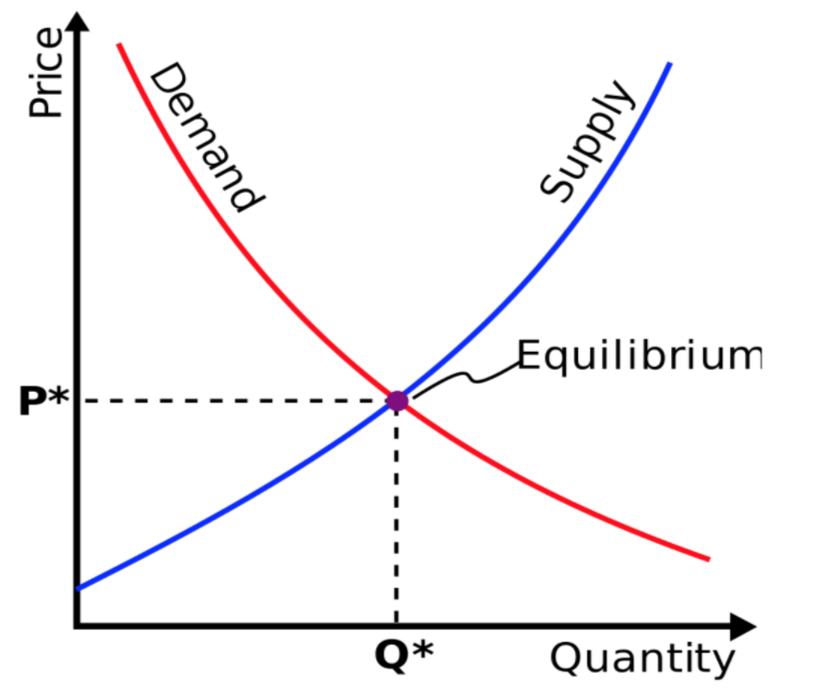 Price
Demand
Supply
Equilibrium
P*
Q*
Quantity